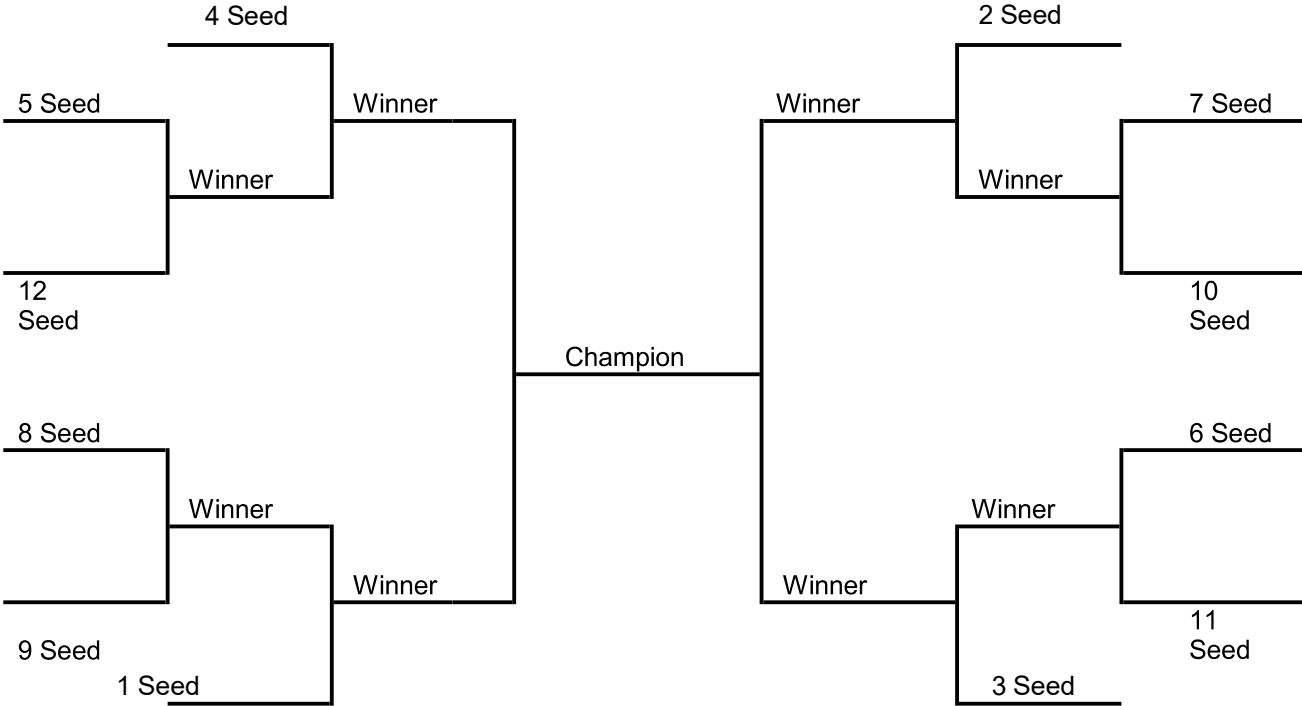 4 Seed
2 Seed
5 Seed
Winner
Winner
7 Seed
Winner
Winner
12
Seed
10
Seed
Champion
8 Seed
6 Seed
Winner
Winner
Winner
Winner
9 Seed
11
Seed
1 Seed
3 Seed